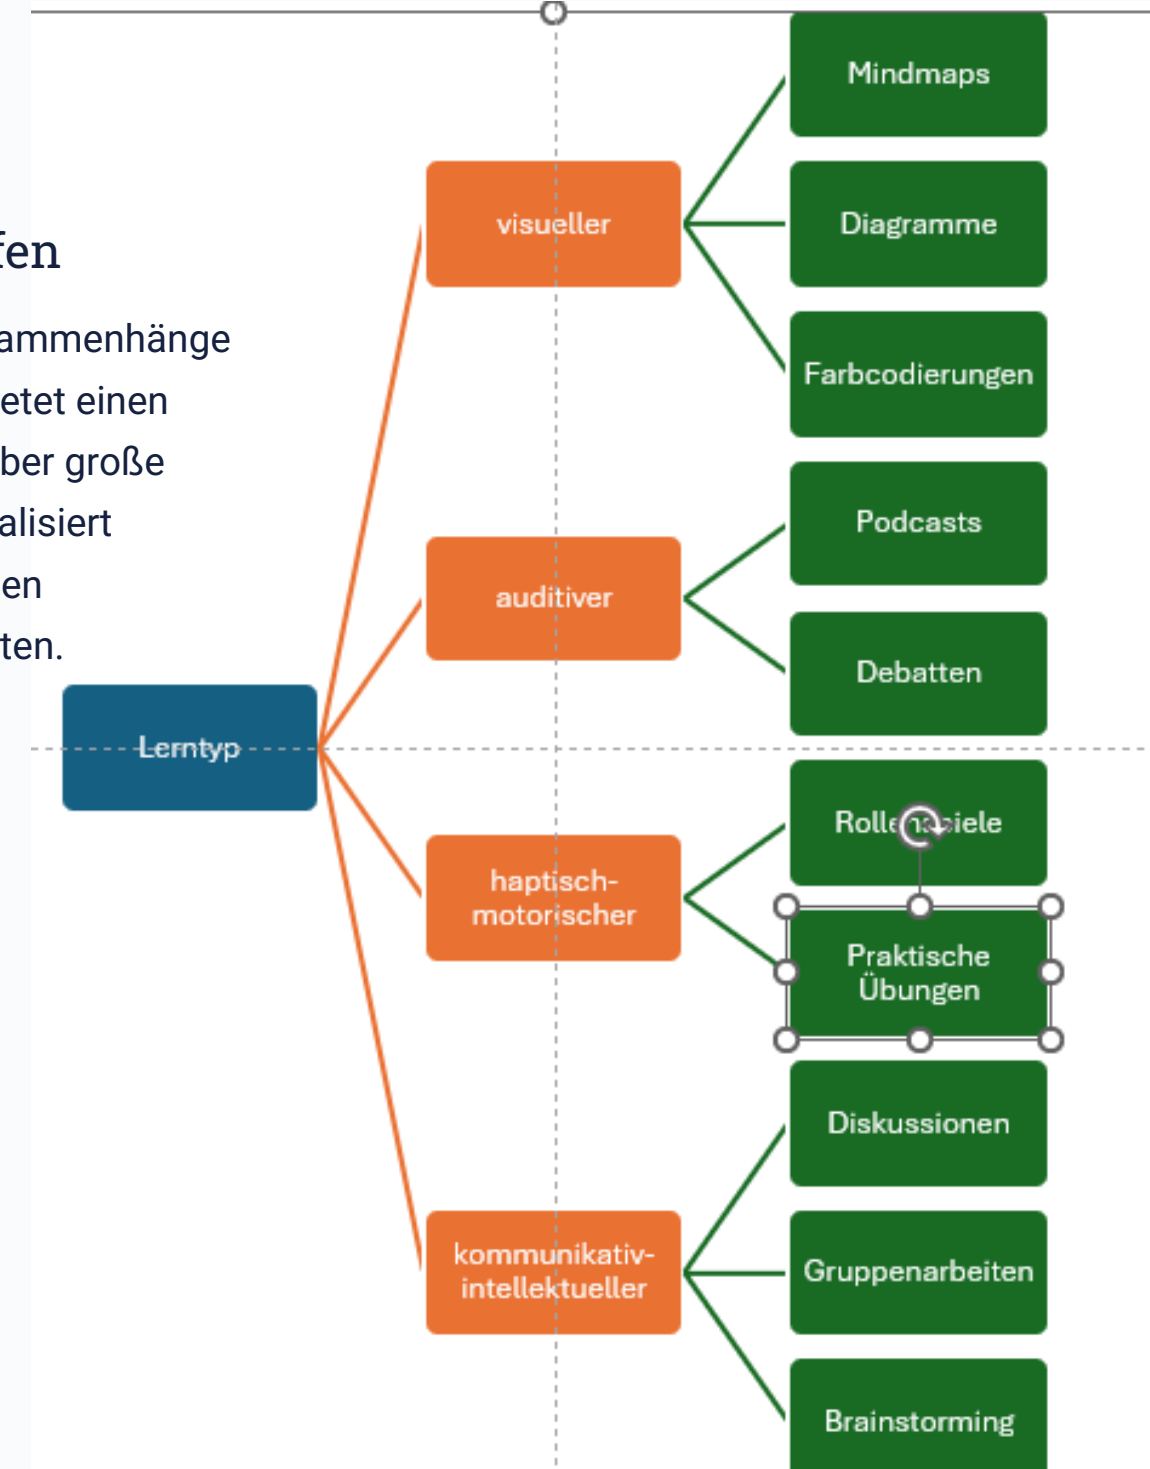 fen
ammenhänge
etet einen
ber große
alisiert
en
ten.
Lerntyp
visueller
Mindmaps
Diagramme
Farbcodierungen
auditiver
Podcasts
Debatten
haptisch-
motorischer
Rollenspiele
Praktische
Übungen
kommunikativ-
intellektueller
Diskussionen
Gruppenarbeiten
Brainstorming